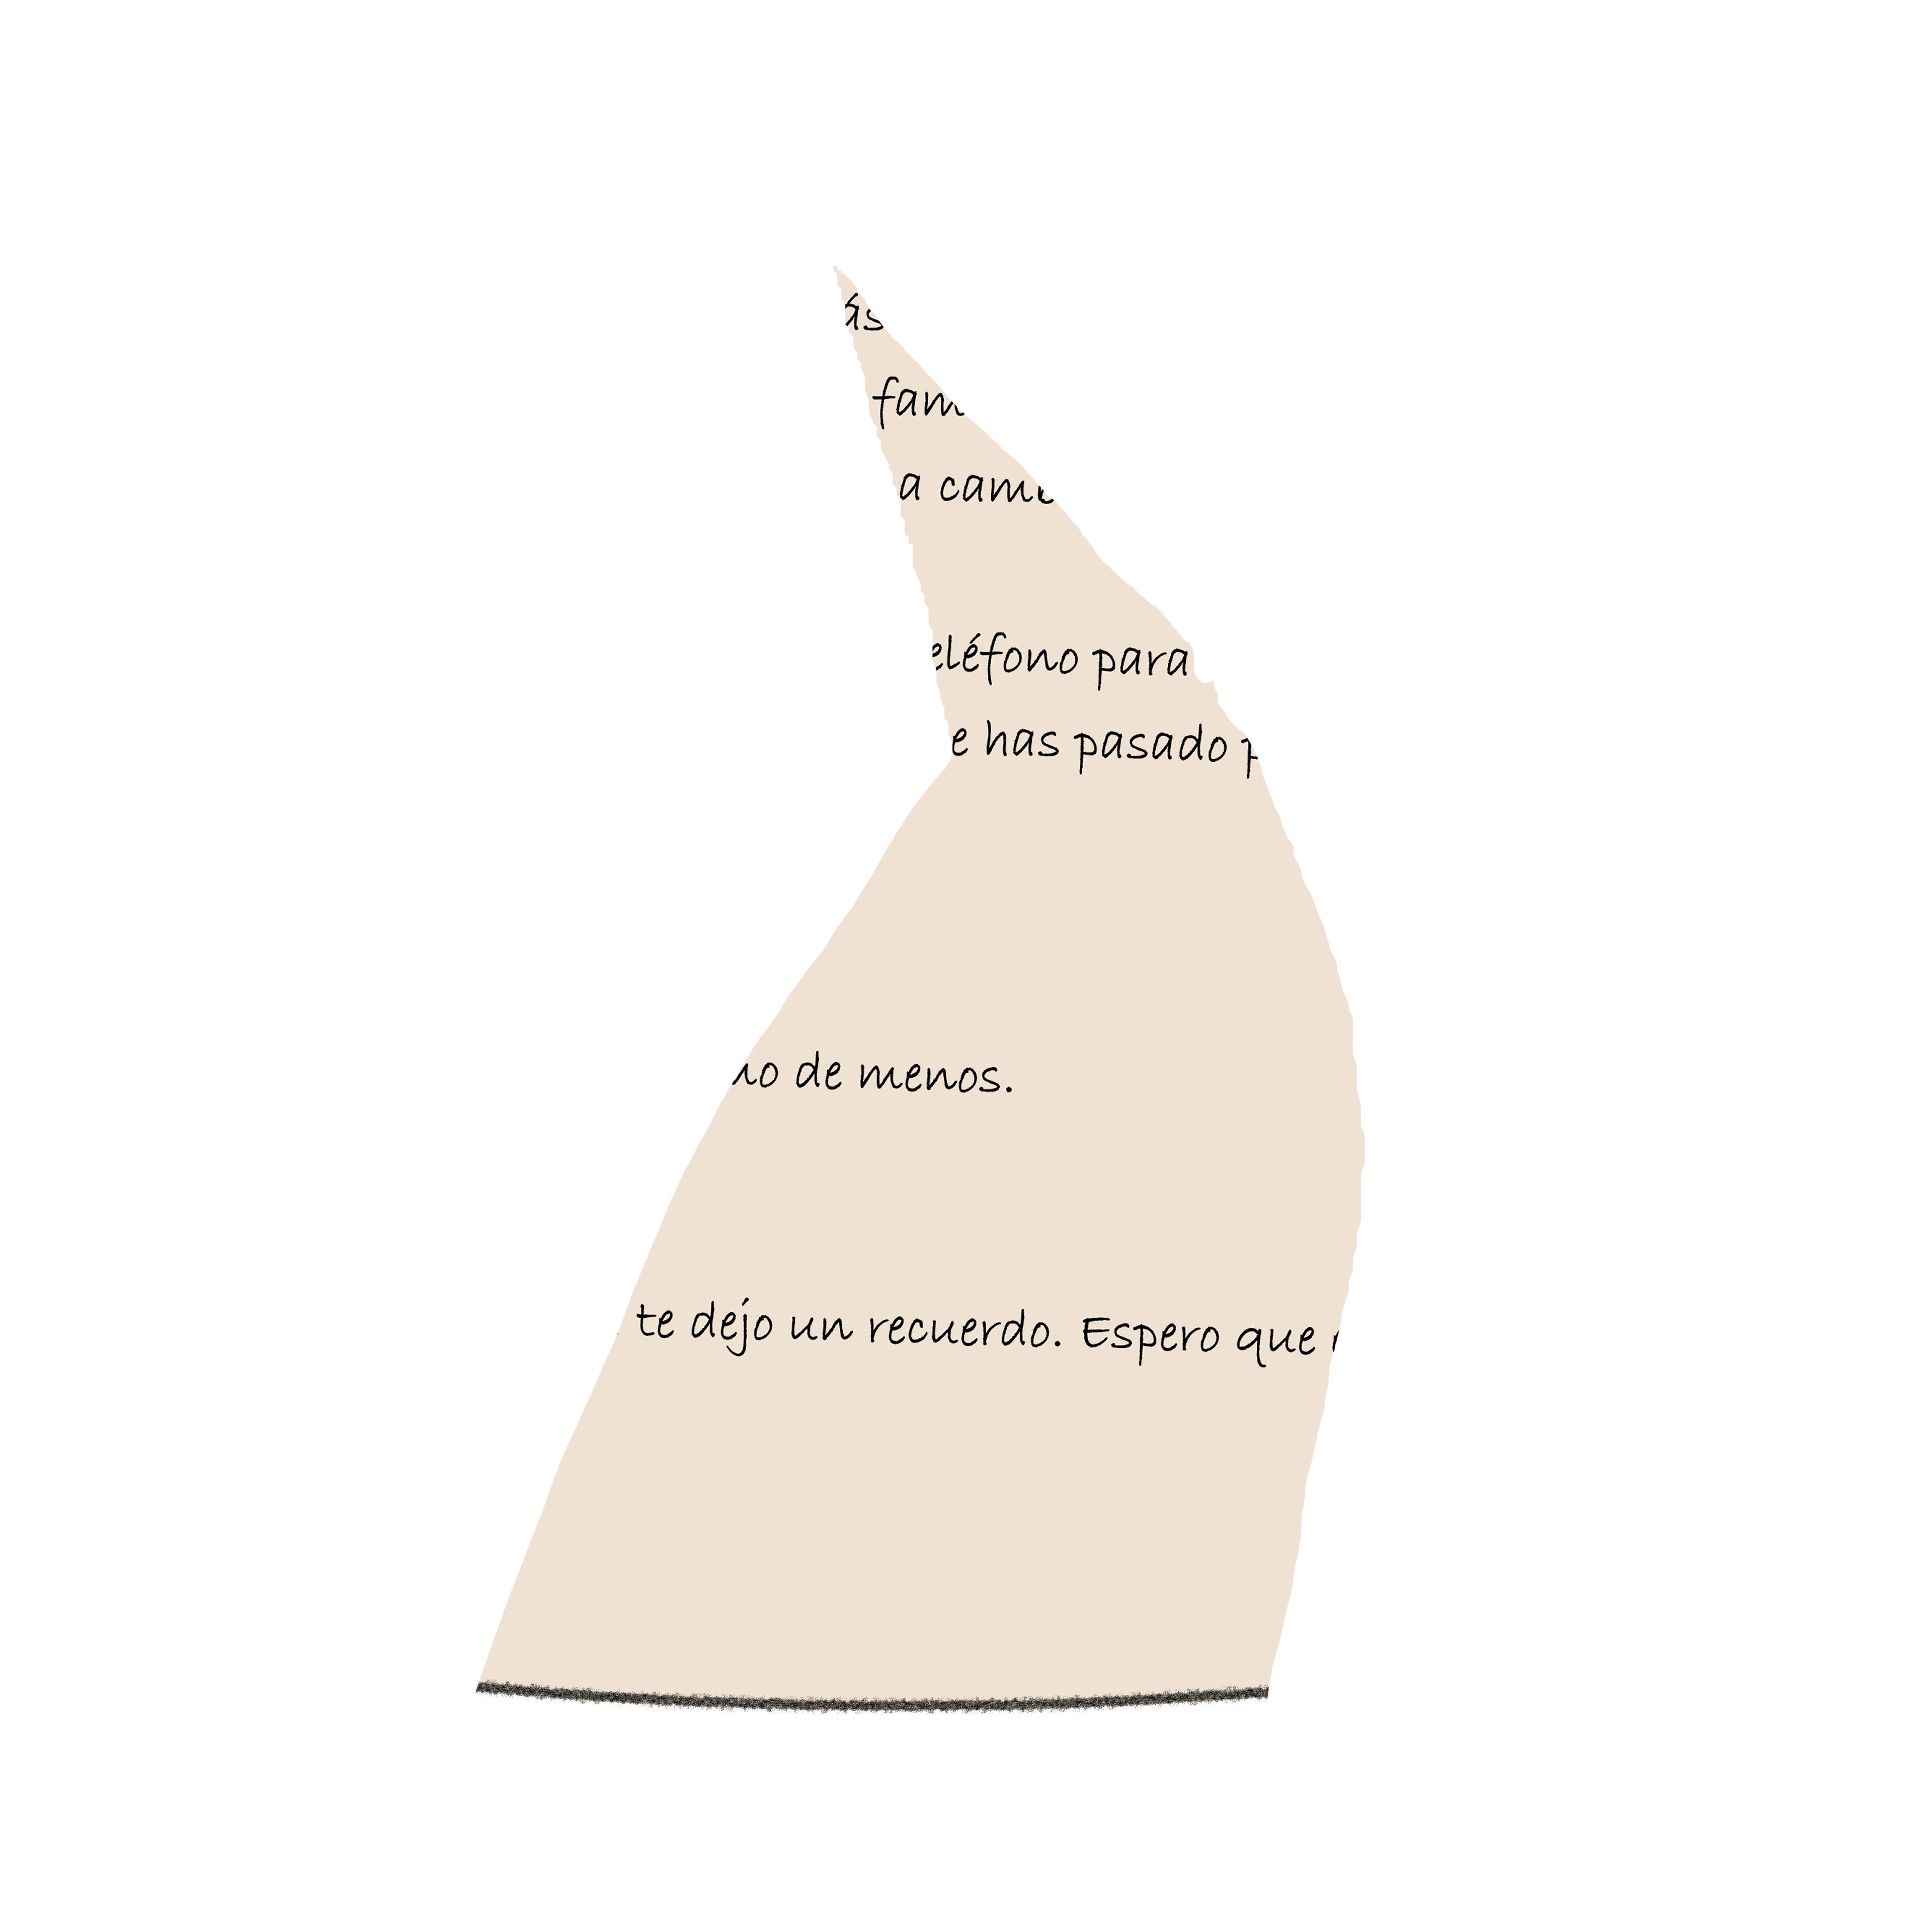 ás
fam
a cam
eléfono para
e has pasado p
no de menos.
te dejo un recuerdo. Espero que